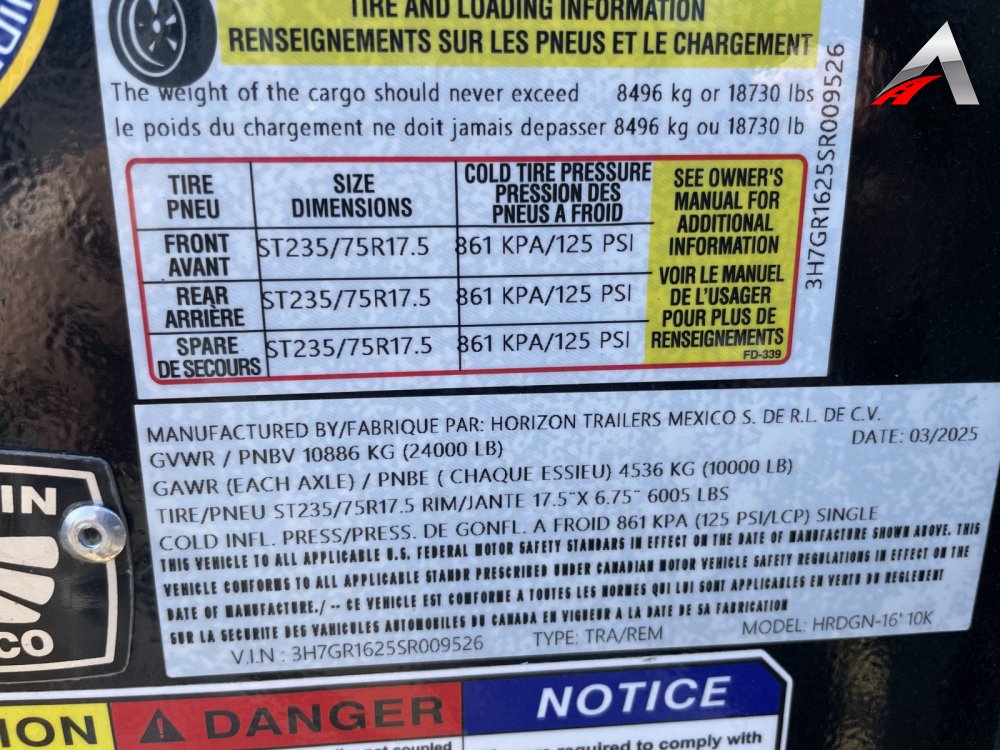 TIRE AND LOADING INFORMATION
RENSEIGNEMENTS SUR LES PNEUS ET LE CHARGEMENT
The weight of the cargo should never exceed 8496 kg or 18730 lbs
le poids du chargement ne doit jamais depasser 8496 kg ou 18730 lb
3H7GR1625SR009526
TIRE
PNEU
SIZE
DIMENSIONS
COLD TIRE PRESSURE
PRESSION DES
PNEUS A FROID
FRONT
AVANT
ST235/75R17.5
861 KPA/125 PSI
REAR
ARRIÈRE
ST235/75R17.5
861 KPA/125 PSI
SPARE
DE SECOURS
ST235/75R17.5
861 KPA/125 PSI
SEE OWNER'S
MANUAL FOR
ADDITIONAL
INFORMATION
VOIR LE MANUEL
DE L'USAGER
POUR PLUS DE
RENSEIGNEMENTS
FD-339
MANUFACTURED BY/FABRIQUE PAR: HORIZON TRAILERS MEXICO S. DE R.L. DE C.V.
GVWR / PNBV 10886 KG (24000 LB) DATE: 03/2025
GAWR (EACH AXLE) / PNBE ( CHAQUE ESSIEU) 4536 KG (10000 LB)
TIRE/PNEU ST235/75R17.5 RIM/JANTE 17.5"X 6.75" 6005 LBS
COLD INFL. PRESS/PRESS. DE GONFL. A FROID 861 KPA (125 PSI/LCP) SINGLE
THIS VEHICLE TO ALL APPLICABLE U.S. FEDERAL MOTOR SAFETY STANDARS IN EFFECT ON THE DATE OF MANUFACTURE SHOWN ABOVE. THIS
VEHICLE CONFORMS TO ALL APPLICABLE STANDR PRESCRIBED UNDER CANADIAN MOTOR VEHICLE SAFETY REGULATIONS IN EFFECT ON THE
DATE OF MANUFACTURE./ -- CE VEHICLE EST CONFORME A TOUTES LES NORMES QUI LUI SONT APPLICABLES EN VERTU DU REGLEMENT
SUR LA SECURITE DES VAHICULES AUTOMOBILES DU CANADA EN VIGUEUR A LA DATE DE SA FABRICATION
V.I.N : 3H7GR1625SR009526 TYPE: TRA/REM MODEL: HRDGN-16' 10K
IN
CO
ION
DANGER
NOTICE
coupled
required to comply with